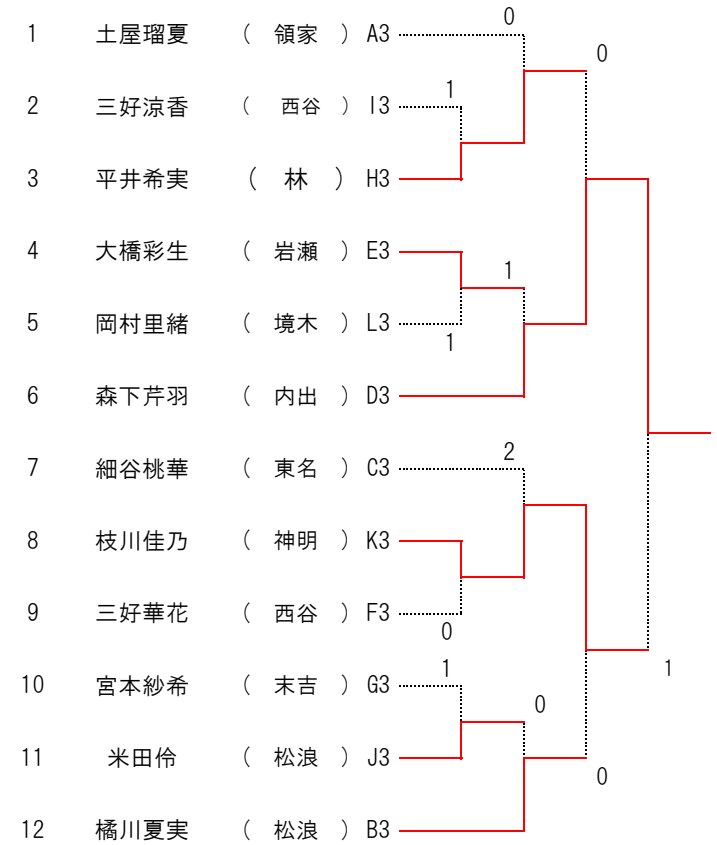 0
1 土屋瑠夏 ( 領家 ) A3
0
1
2 三好涼香 ( 西谷 ) I3
3 平井希実 ( 林 ) H3
4 大橋彩生 ( 岩瀬 ) E3
1
5 岡村里緒 ( 境木 ) L3
1
6 森下芹羽 ( 内出 ) D3
2
7 細谷桃華 ( 東名 ) C3
8 枝川佳乃 ( 神明 ) K3
9 三好華花 ( 西谷 ) F3
0
1 1
10 宮本紗希 ( 末吉 ) G3
0
11 米田伶 ( 松浪 ) J3
0
12 橘川夏実 ( 松浪 ) B3